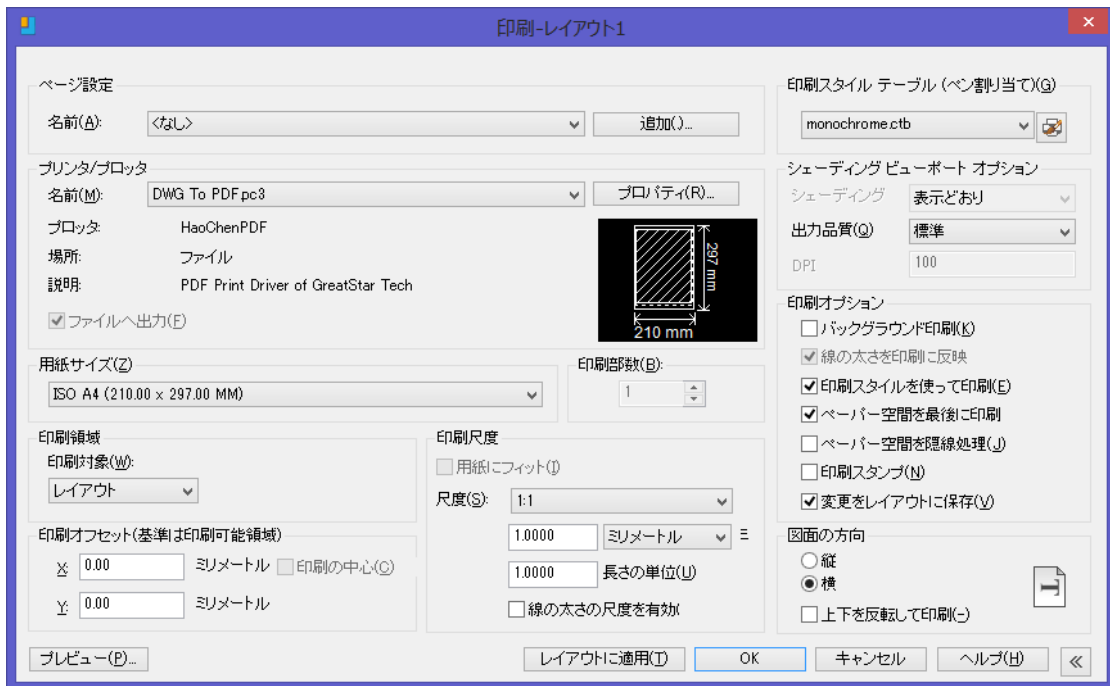 印刷-レイアウト1
ページ設定
名前(A): <なし> 追加()...
プリンタ/プロッタ
名前(M): DWG To PDF.pc3 プロパティ(R)...
プロッタ: HaoChenPDF
場所: ファイル
説明: PDF Print Driver of GreatStar Tech
ファイルへ出力(F)
297 mm
210 mm
用紙サイズ(Z)
ISO A4 (210.00 x 297.00 MM)
印刷部数(B):
1
印刷領域
印刷対象(W):
レイアウト
印刷オフセット(基準は印刷可能領域)
X: 0.00 ミリメートル 印刷の中心(C)
Y: 0.00 ミリメートル
印刷尺度
用紙にフィット(I)
尺度(S): 1:1
1.0000 ミリメートル
1.0000 長さの単位(U)
線の太さの尺度を有効(
印刷スタイル テーブル (ペン割り当て)(G)
monochrome.ctb
シェーディング ビューポート オプション
シェーディング 表示どおり
出力品質(Q) 標準
DPI 100
印刷オプション
バックグラウンド印刷(K)
線の太さを印刷に反映
印刷スタイルを使って印刷(E)
ペーパー空間を最後に印刷
ペーパー空間を隠線処理(J)
印刷スタンプ(N)
変更をレイアウトに保存(V)
図面の方向
縦
横
上下を反転して印刷(-)
プレビュー(P)... レイアウトに適用(T) OK キャンセル ヘルプ(H)